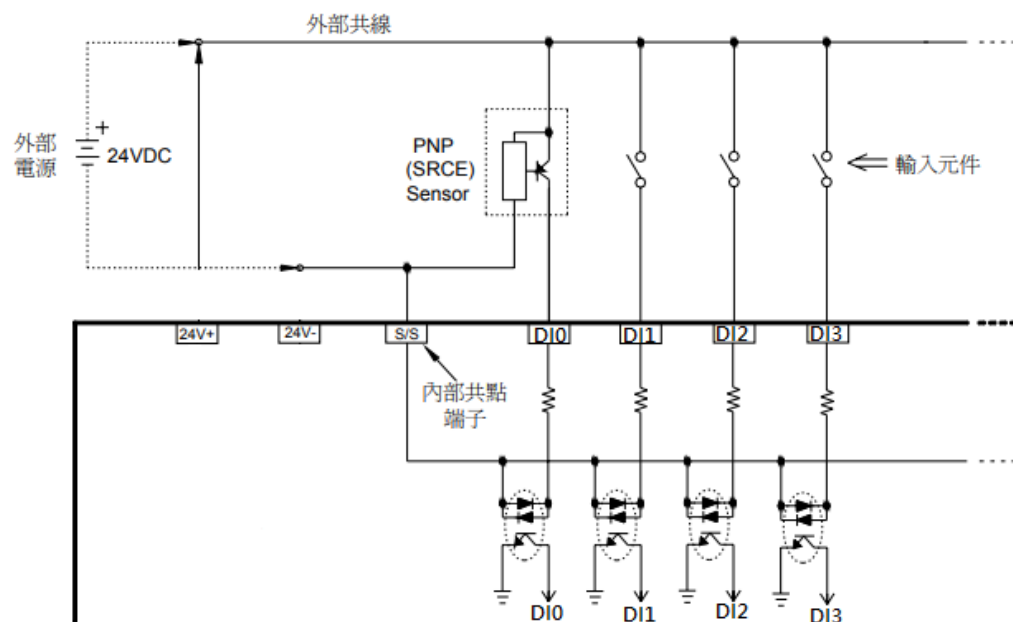 外部共線
外部
電源
+
24VDC
PNP
(SRCE)
Sensor
輸入元件
24V+
24V-
S/S
DI0
DI1
DI2
DI3
內部共點
端子
DI0
DI1
DI2
DI3